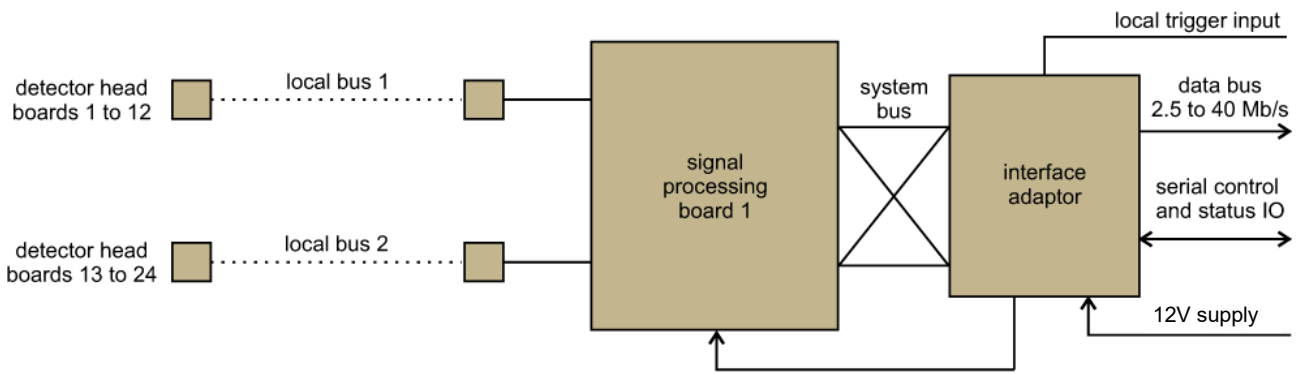 local trigger input
detector head
boards 1 to 12
local bus 1
system
bus
data bus
2.5 to 40 Mb/s
signal
processing
board 1
interface
adaptor
serial control
and status IO
detector head
boards 13 to 24
local bus 2
12V supply